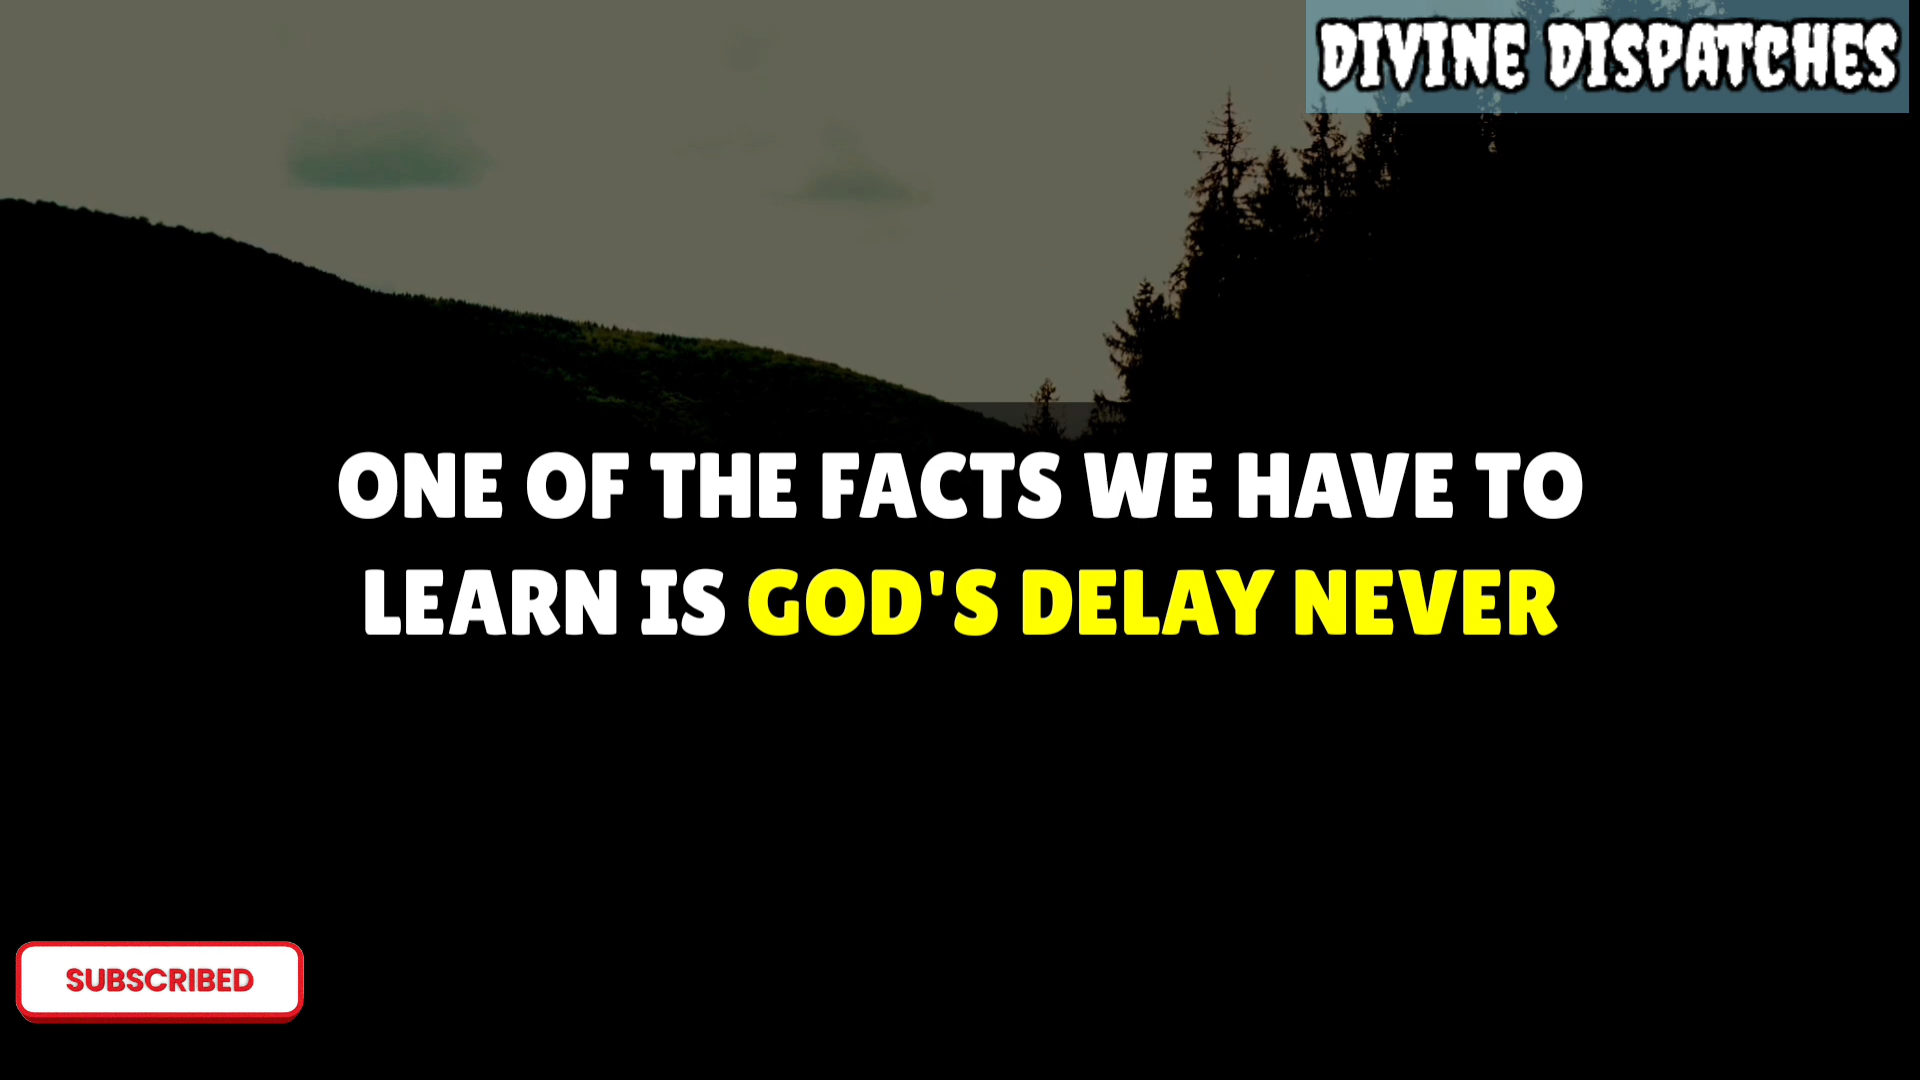 DIVINE DISPATCHES
ONE OF THE FACTS WE HAVE TO
LEARN IS GOD'S DELAY NEVER
SUBSCRIBED